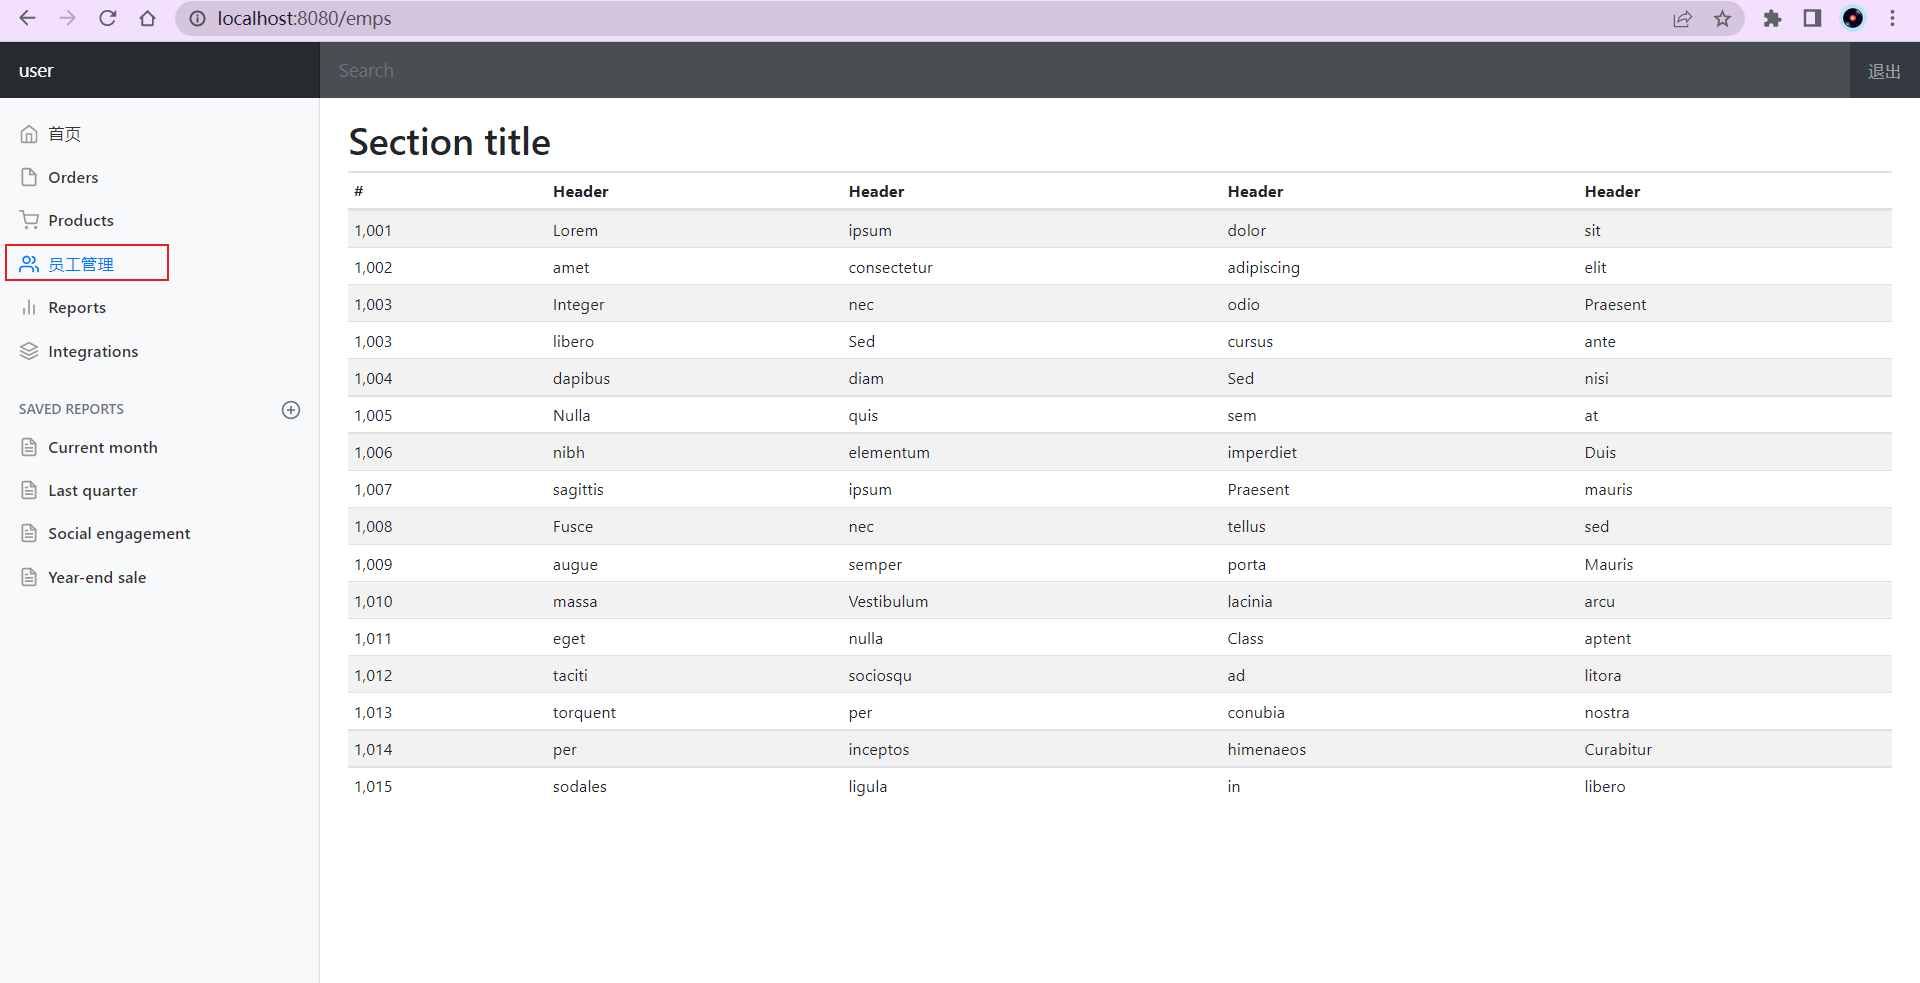 localhost:8080/emps
user
Search
退出
首页
Orders
Products
员工管理
Reports
Integrations
SAVED REPORTS
Current month
Last quarter
Social engagement
Year-end sale
Section title
# Header Header Header Header
1,001 Lorem ipsum dolor sit
1,002 amet consectetur adipiscing elit
1,003 Integer nec odio Praesent
1,003 libero Sed cursus ante
1,004 dapibus diam Sed nisi
1,005 Nulla quis sem at
1,006 nibh elementum imperdiet Duis
1,007 sagittis ipsum Praesent mauris
1,008 Fusce nec tellus sed
1,009 augue semper porta Mauris
1,010 massa Vestibulum lacinia arcu
1,011 eget nulla Class aptent
1,012 taciti sociosqu ad litora
1,013 torquent per conubia nostra
1,014 per inceptos himenaeos Curabitur
1,015 sodales ligula in libero